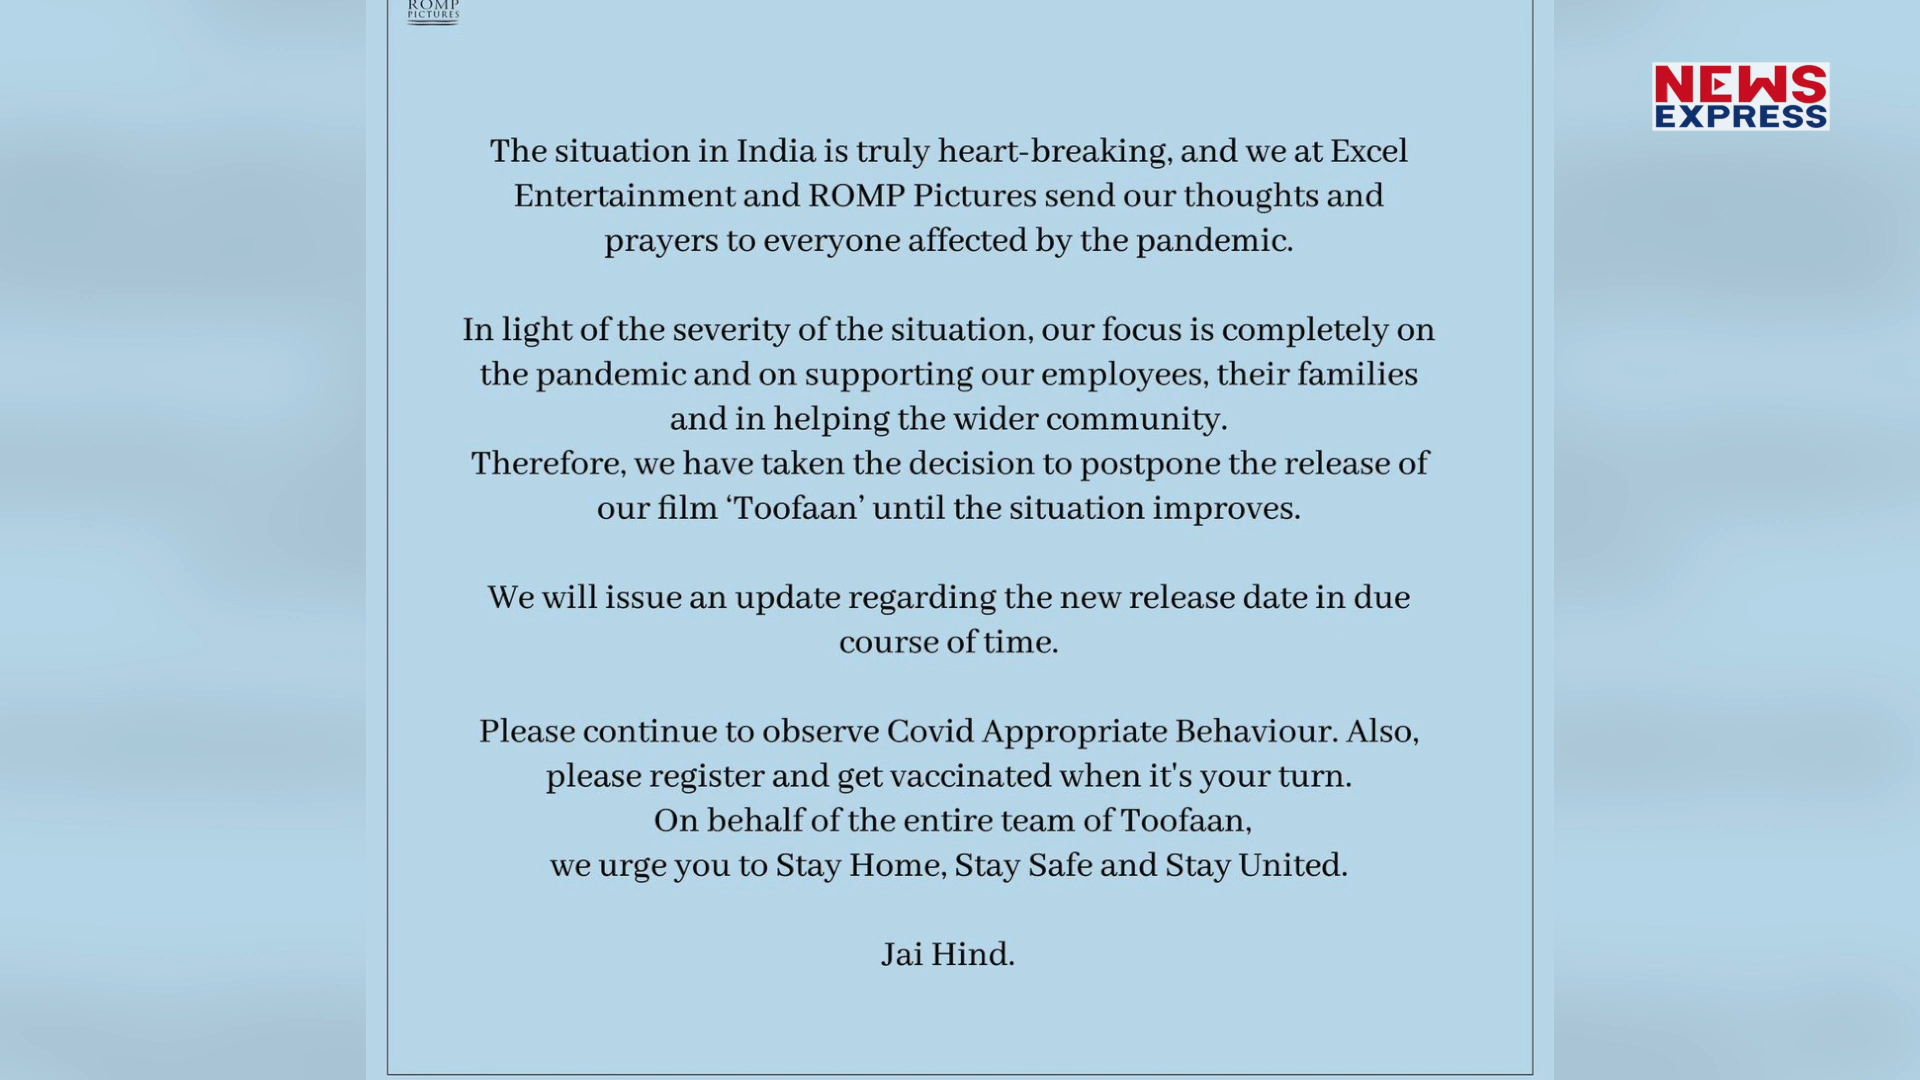 ROMP
PICTURES
NEWS
EXPRESS
The situation in India is truly heart-breaking, and we at Excel
Entertainment and ROMP Pictures send our thoughts and
prayers to everyone affected by the pandemic.
In light of the severity of the situation, our focus is completely on
the pandemic and on supporting our employees, their families
and in helping the wider community.
Therefore, we have taken the decision to postpone the release of
our film ‘Toofaan’ until the situation improves.
We will issue an update regarding the new release date in due
course of time.
Please continue to observe Covid Appropriate Behaviour. Also,
please register and get vaccinated when it's your turn.
On behalf of the entire team of Toofaan,
we urge you to Stay Home, Stay Safe and Stay United.
Jai Hind.